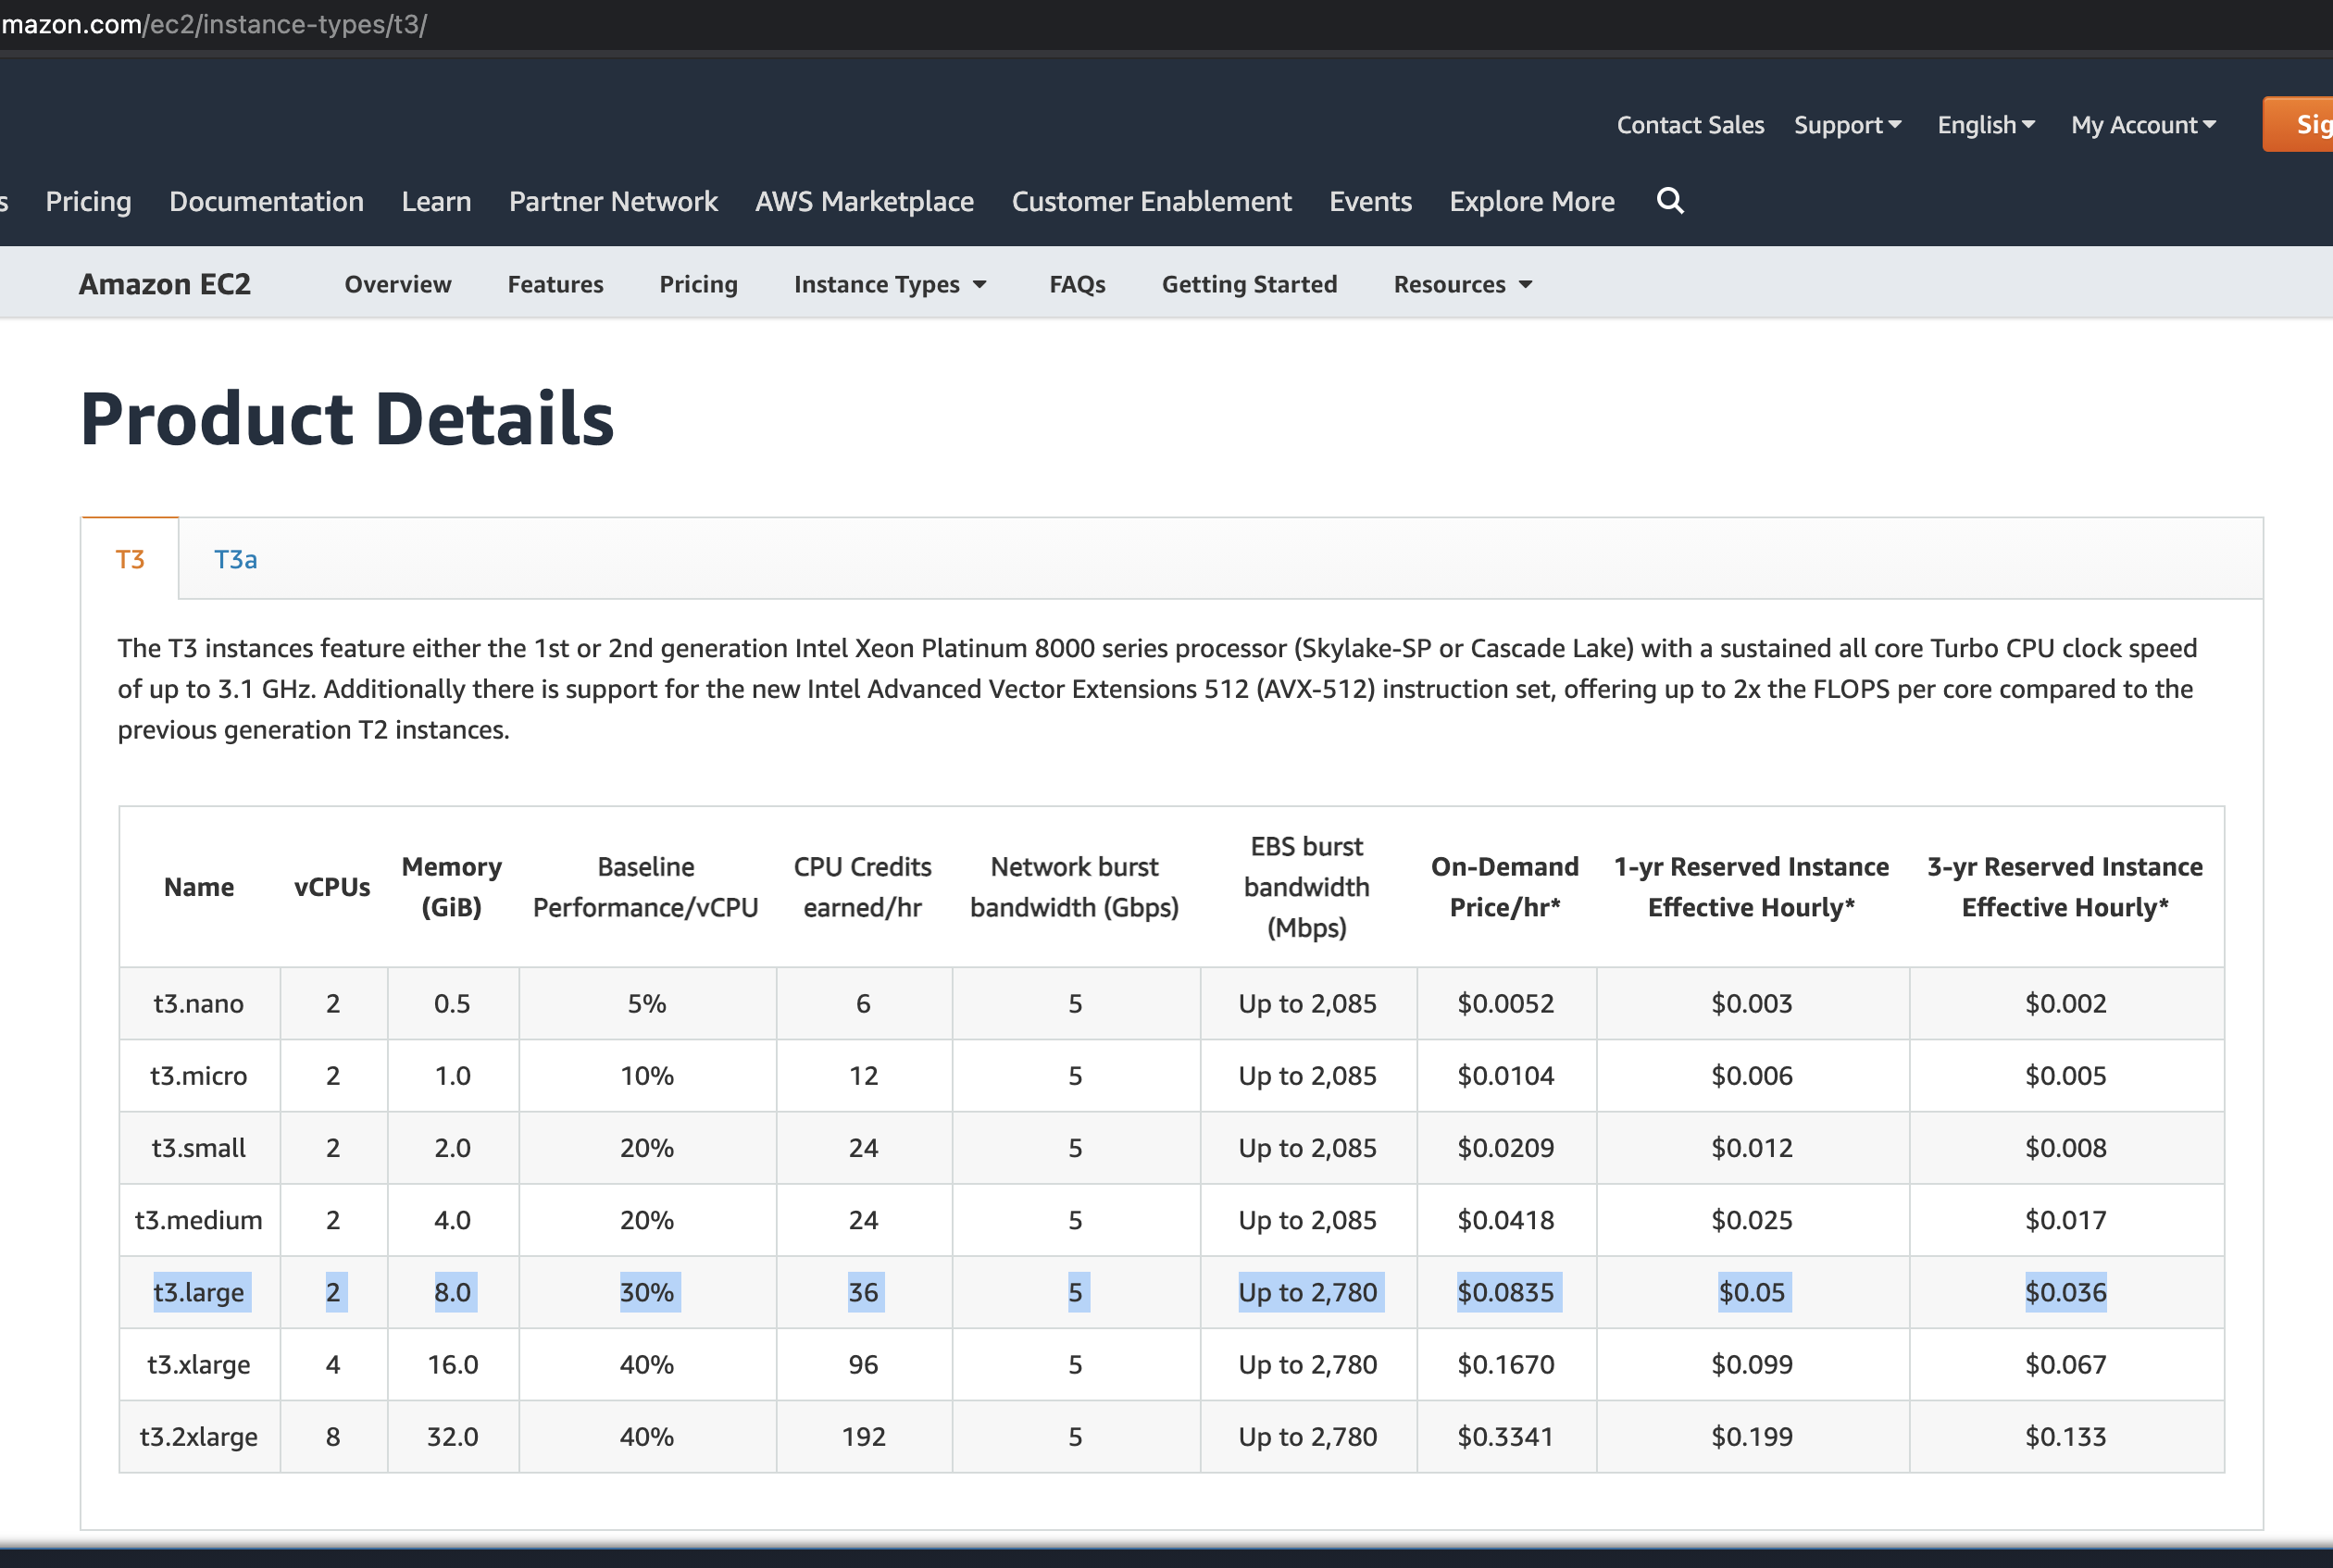 mazon.com/ec2/instance-types/t3/
Contact Sales Support English My Account Sig
s Pricing Documentation Learn Partner Network AWS Marketplace Customer Enablement Events Explore More
Amazon EC2 Overview Features Pricing Instance Types FAQs Getting Started Resources
Product Details
T3 T3a
The T3 instances feature either the 1st or 2nd generation Intel Xeon Platinum 8000 series processor (Skylake-SP or Cascade Lake) with a sustained all core Turbo CPU clock speed
of up to 3.1 GHz. Additionally there is support for the new Intel Advanced Vector Extensions 512 (AVX-512) instruction set, offering up to 2x the FLOPS per core compared to the
previous generation T2 instances.
Name vCPUs Memory (GiB) Baseline Performance/vCPU CPU Credits earned/hr Network burst bandwidth (Gbps) EBS burst bandwidth (Mbps) On-Demand Price/hr* 1-yr Reserved Instance Effective Hourly* 3-yr Reserved Instance Effective Hourly*
t3.nano 2 0.5 5% 6 5 Up to 2,085 $0.0052 $0.003 $0.002
t3.micro 2 1.0 10% 12 5 Up to 2,085 $0.0104 $0.006 $0.005
t3.small 2 2.0 20% 24 5 Up to 2,085 $0.0209 $0.012 $0.008
t3.medium 2 4.0 20% 24 5 Up to 2,085 $0.0418 $0.025 $0.017
t3.large 2 8.0 30% 36 5 Up to 2,780 $0.0835 $0.05 $0.036
t3.xlarge 4 16.0 40% 96 5 Up to 2,780 $0.1670 $0.099 $0.067
t3.2xlarge 8 32.0 40% 192 5 Up to 2,780 $0.3341 $0.199 $0.133